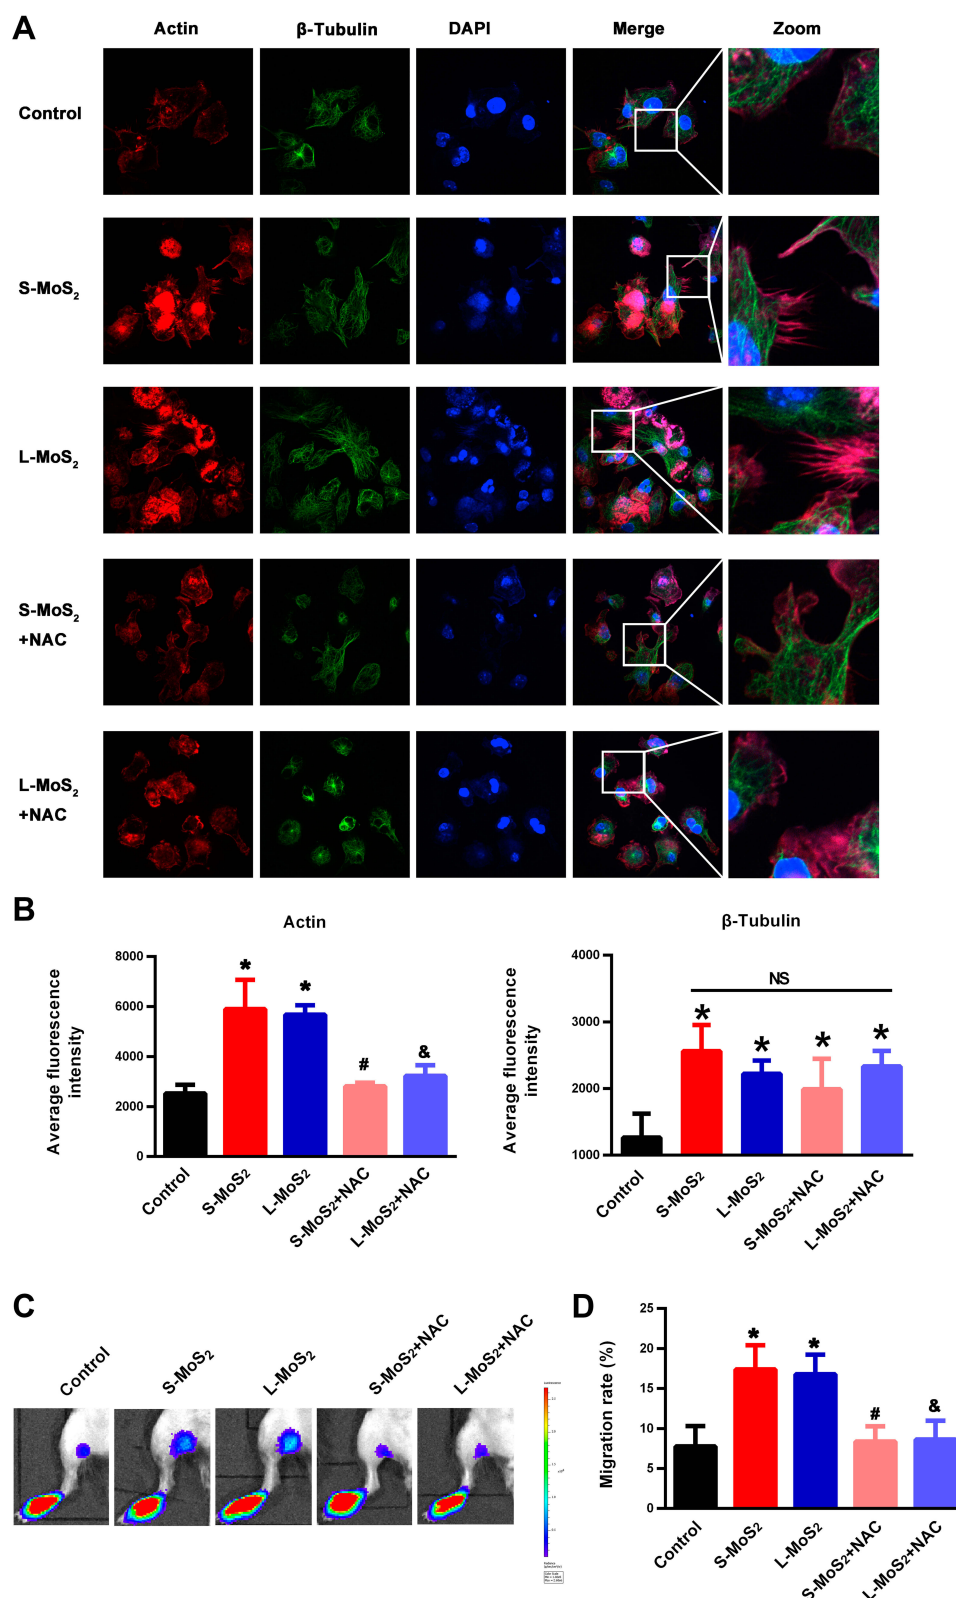 A
Actin β-Tubulin DAPI Merge Zoom
Control
S-MoS2
L-MoS2
S-MoS2
+NAC
L-MoS2
+NAC
B
Actin
Average fluorescence
intensity
8000
6000
4000
2000
0
*
*
#
&
Control
S-MoS2
L-MoS2
S-MoS2+NAC
L-MoS2+NAC
β-Tubulin
Average fluorescence
intensity
4000
3000
2000
1000
NS
*
*
*
*
Control
S-MoS2
L-MoS2
S-MoS2+NAC
L-MoS2+NAC
C
Control
S-MoS2
L-MoS2
S-MoS2+NAC
L-MoS2+NAC
D
Migration rate (%)
25
20
15
10
5
0
*
*
#
&
Control
S-MoS2
L-MoS2
S-MoS2+NAC
L-MoS2+NAC